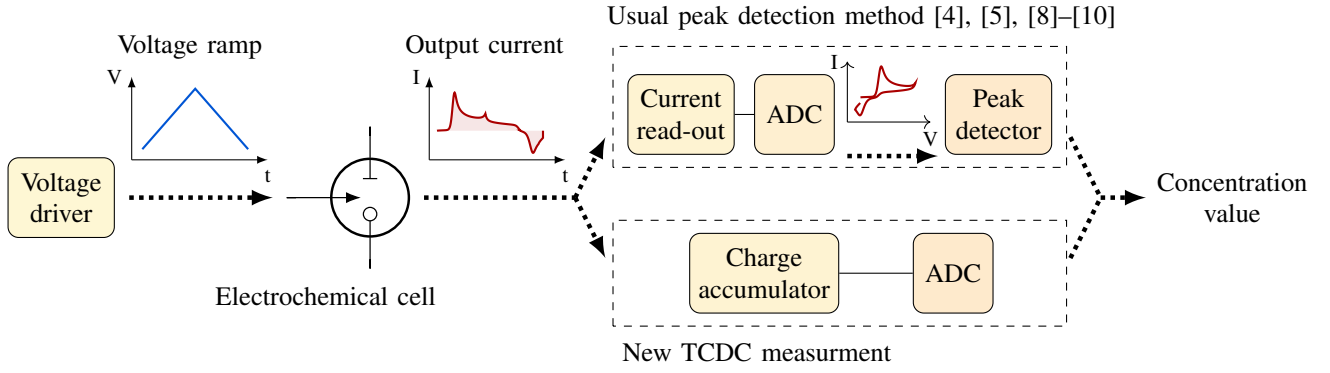 Usual peak detection method [4], [5], [8]–[10]
Voltage ramp
Output current
V
t
I
t
Voltage
driver
Electrochemical cell
Current
read-out
ADC
I
V
Peak
detector
Charge
accumulator
ADC
New TCDC measurment
Concentration
value